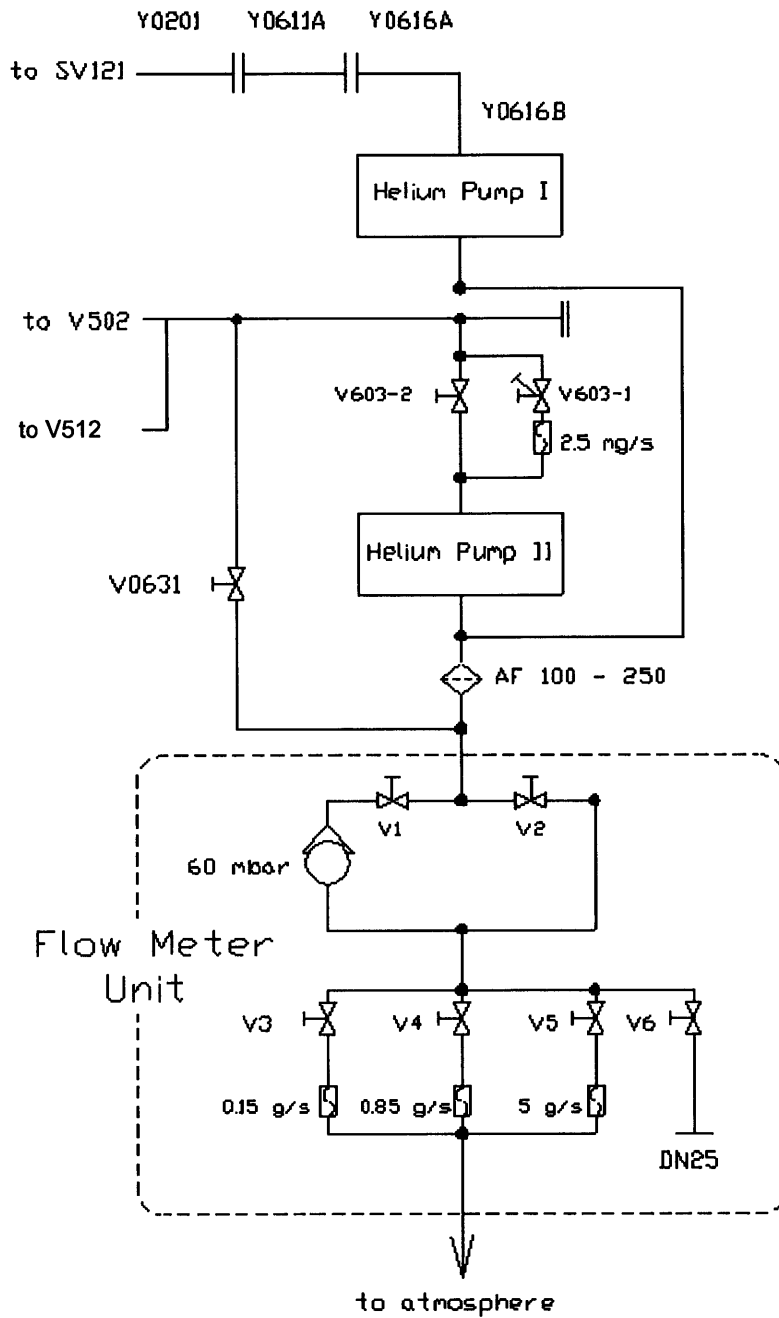 Y0201 Y0611A Y0616A
to SV121
Y0616B
Helium Pump I
to V502
V603-2 V603-1
to V512
2.5 mg/s
Helium Pump II
V0631
AF 100 - 250
V1 V2
60 mbar
Flow Meter
Unit
V3 V4 V5 V6
0.15 g/s 0.85 g/s 5 g/s
DN25
to atmosphere